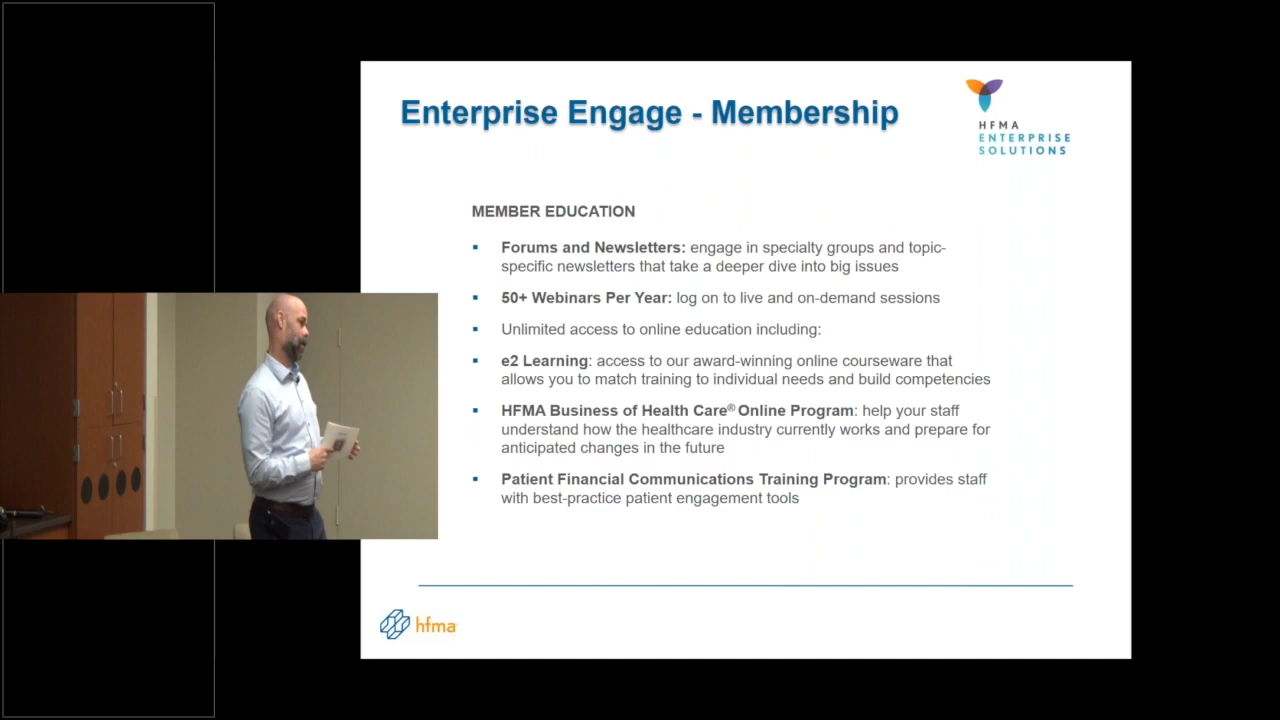 Enterprise Engage - Membership
HFMA
ENTERPRISE
SOLUTIONS
MEMBER EDUCATION
▪ Forums and Newsletters: engage in specialty groups and topic-
specific newsletters that take a deeper dive into big issues
▪ 50+ Webinars Per Year: log on to live and on-demand sessions
▪ Unlimited access to online education including:
▪ e2 Learning: access to our award-winning online courseware that
allows you to match training to individual needs and build competencies
▪ HFMA Business of Health Care® Online Program: help your staff
understand how the healthcare industry currently works and prepare for
anticipated changes in the future
▪ Patient Financial Communications Training Program: provides staff
with best-practice patient engagement tools
hfma